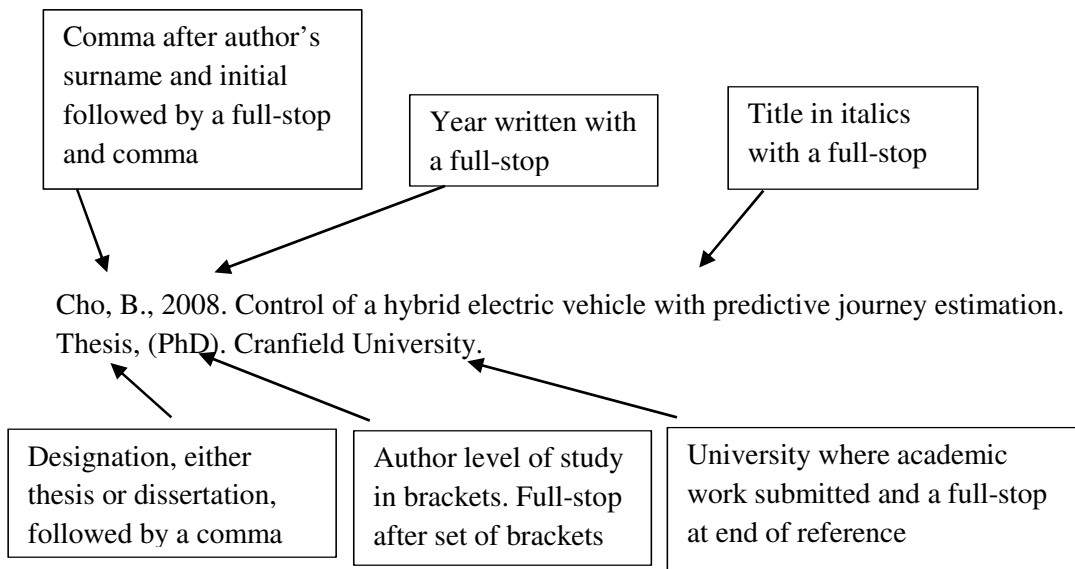 Comma after author’s
surname and initial
followed by a full-stop
and comma
Year written with
a full-stop
Title in italics
with a full-stop
Cho, B., 2008. Control of a hybrid electric vehicle with predictive journey estimation.
Thesis, (PhD). Cranfield University.
Designation, either
thesis or dissertation,
followed by a comma
Author level of study
in brackets. Full-stop
after set of brackets
University where academic
work submitted and a full-stop
at end of reference